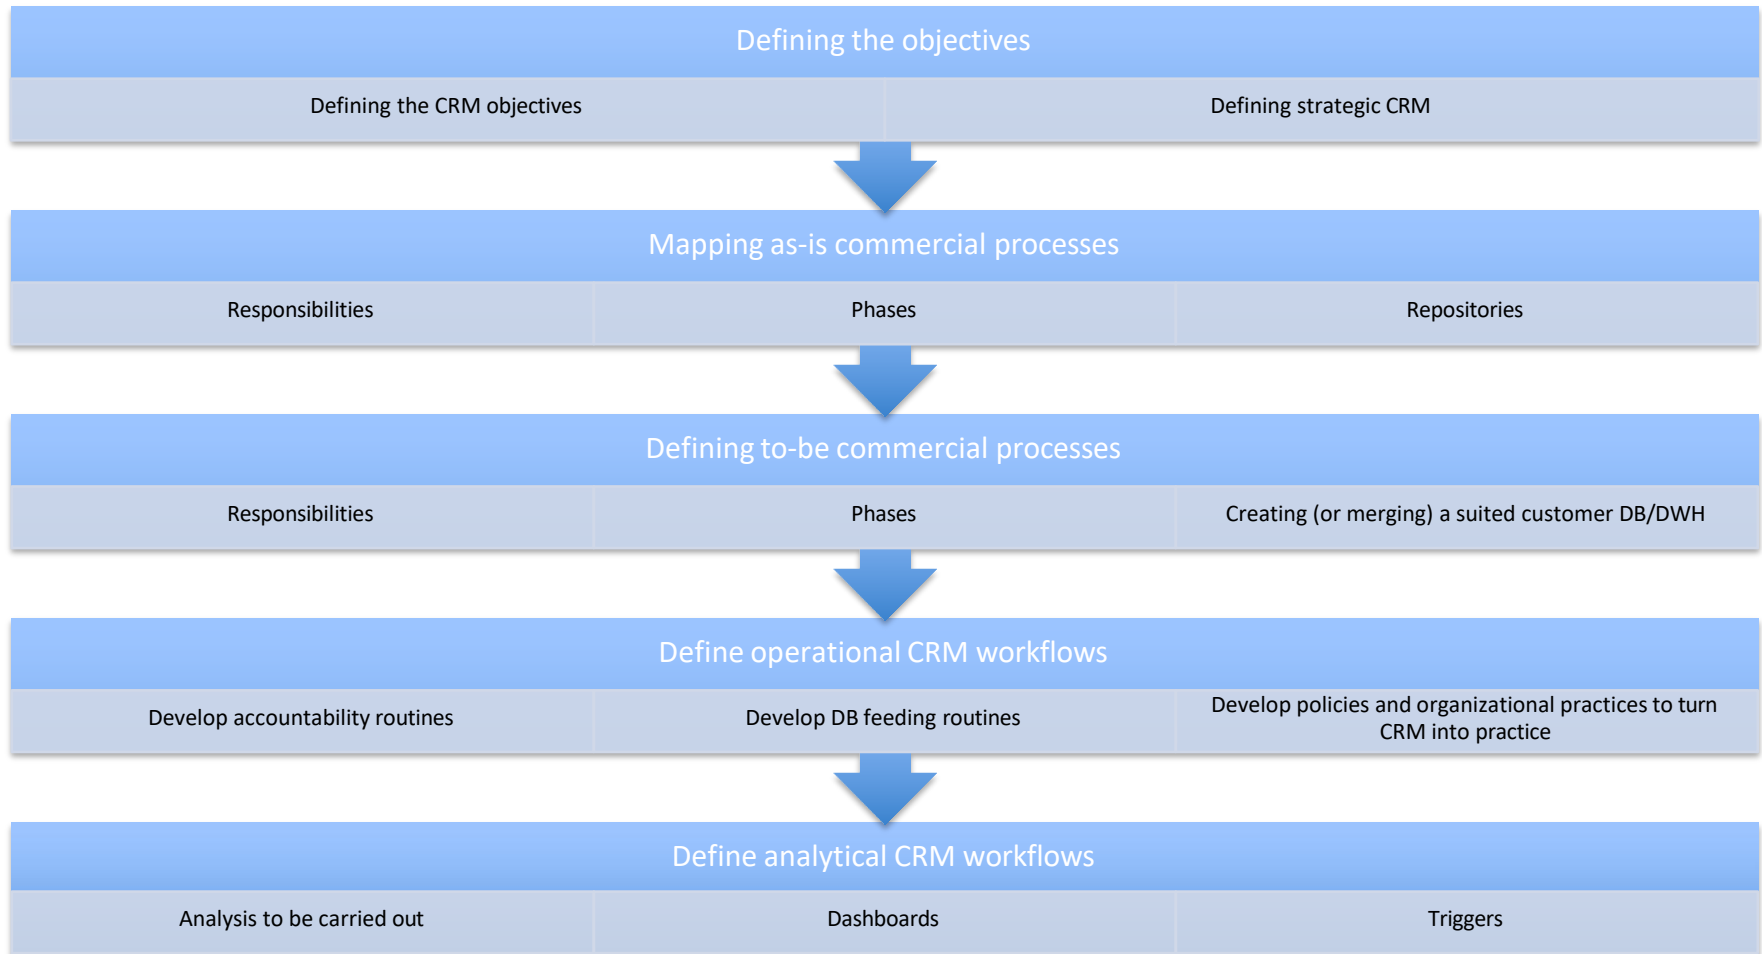 Defining the objectives
Defining the CRM objectives
Defining strategic CRM
Mapping as-is commercial processes
Responsibilities
Phases
Repositories
Defining to-be commercial processes
Responsibilities
Phases
Creating (or merging) a suited customer DB/DWH
Define operational CRM workflows
Develop accountability routines
Develop DB feeding routines
Develop policies and organizational practices to turn
CRM into practice
Define analytical CRM workflows
Analysis to be carried out
Dashboards
Triggers